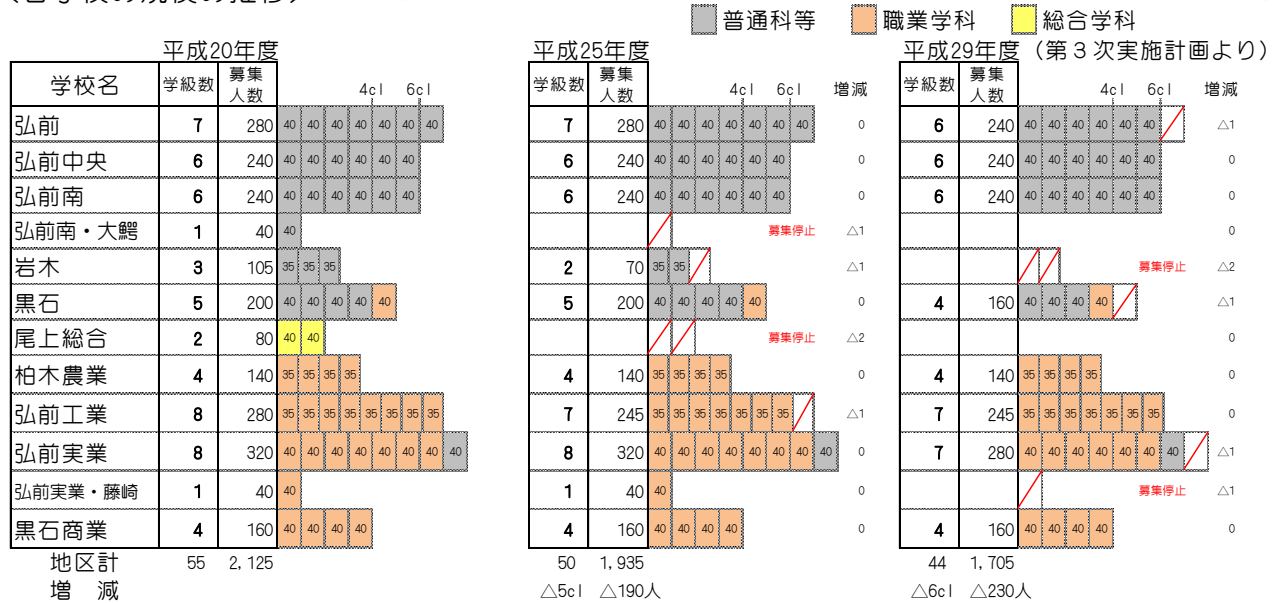 普通科等 職業学科 総合学科
平成20年度 平成25年度 平成29年度（第３次実施計画より）
学校名 学級数 募集人数 4cl 6cl 学級数 募集人数 4cl 6cl 増減 学級数 募集人数 4cl 6cl 増減
弘前 7 280 40 40 40 40 40 40 40 7 280 40 40 40 40 40 40 40 0 6 240 40 40 40 40 40 40 △1
弘前中央 6 240 40 40 40 40 40 40 6 240 40 40 40 40 40 40 0 6 240 40 40 40 40 40 40 0
弘前南 6 240 40 40 40 40 40 40 6 240 40 40 40 40 40 40 0 6 240 40 40 40 40 40 40 0
弘前南・大鰐 1 40 40 募集停止 △1 0
岩木 3 105 35 35 35 2 70 35 35 △1 募集停止 △2
黒石 5 200 40 40 40 40 40 5 200 40 40 40 40 40 0 4 160 40 40 40 40 △1
尾上総合 2 80 40 40 募集停止 △2 0
柏木農業 4 140 35 35 35 35 4 140 35 35 35 35 0 4 140 35 35 35 35 0
弘前工業 8 280 35 35 35 35 35 35 35 35 7 245 35 35 35 35 35 35 35 △1 7 245 35 35 35 35 35 35 35 0
弘前実業 8 320 40 40 40 40 40 40 40 40 8 320 40 40 40 40 40 40 40 40 0 7 280 40 40 40 40 40 40 40 △1
弘前実業・藤崎 1 40 40 1 40 40 0 募集停止 △1
黒石商業 4 160 40 40 40 40 4 160 40 40 40 40 0 4 160 40 40 40 40 0
地区計 55 2,125 50 1,935 44 1,705
増 減 △5cl △190人 △6cl △230人